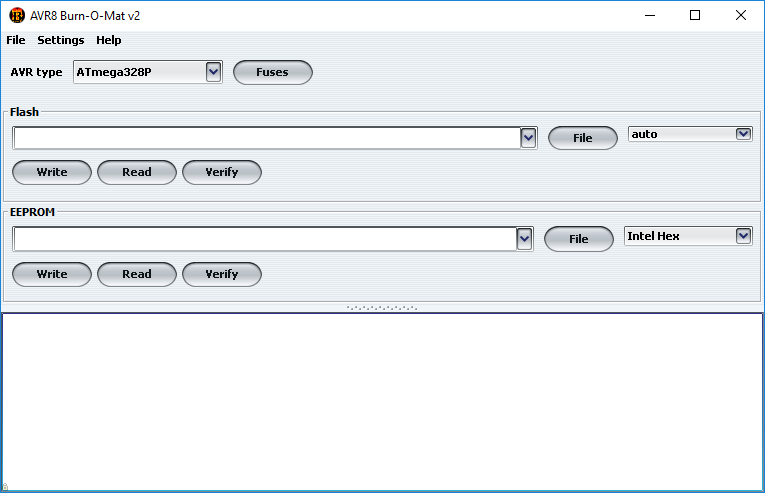 AVR8 Burn-O-Mat v2
File Settings Help
AVR type ATmega328P Fuses
Flash
File auto
Write Read Verify
EEPROM
File Intel Hex
Write Read Verify